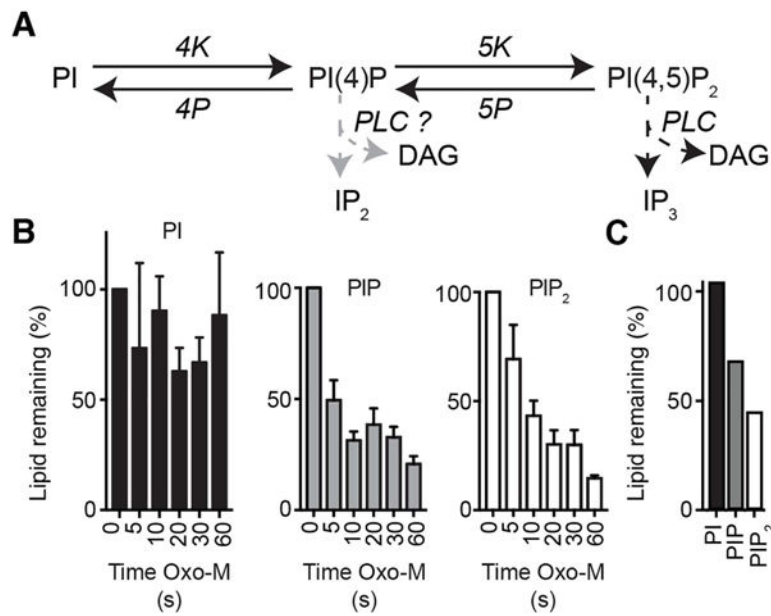 A
PI 4K PI(4)P 5K PI(4,5)P2
4P 5P
PLC ? PLC
DAG DAG
IP2 IP3
B C
PI PIP PIP2
Lipid remaining (%)
100
50
0
0 5 10 20 30 60
Time Oxo-M
(s)
100
50
0
0 5 10 20 30 60
Time Oxo-M
(s)
100
50
0
0 5 10 20 30 60
Time Oxo-M
(s)
Lipid remaining (%)
100
50
0
PI PIP PIP2